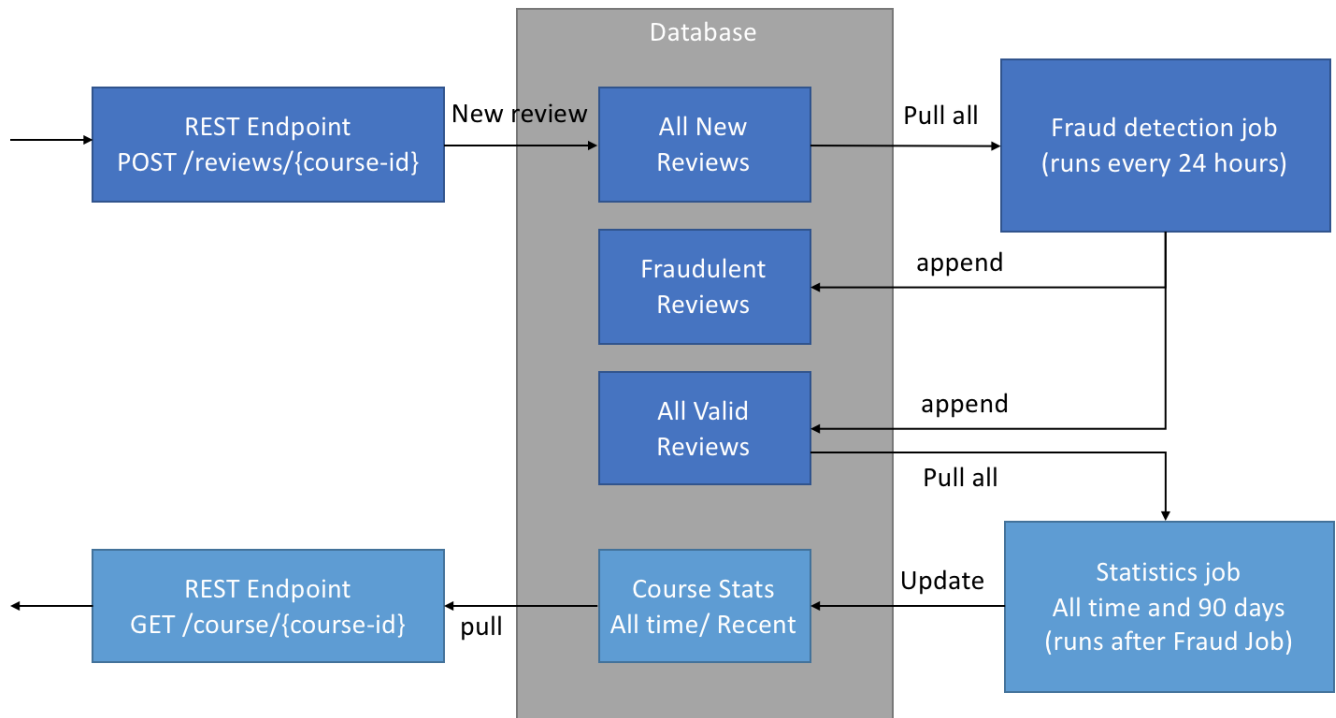 Database
REST Endpoint
POST /reviews/{course-id}
New review
All New
Reviews
Pull all
Fraud detection job
(runs every 24 hours)
Fraudulent
Reviews
append
All Valid
Reviews
append
Pull all
REST Endpoint
GET /course/{course-id}
pull
Course Stats
All time/ Recent
Update
Statistics job
All time and 90 days
(runs after Fraud Job)